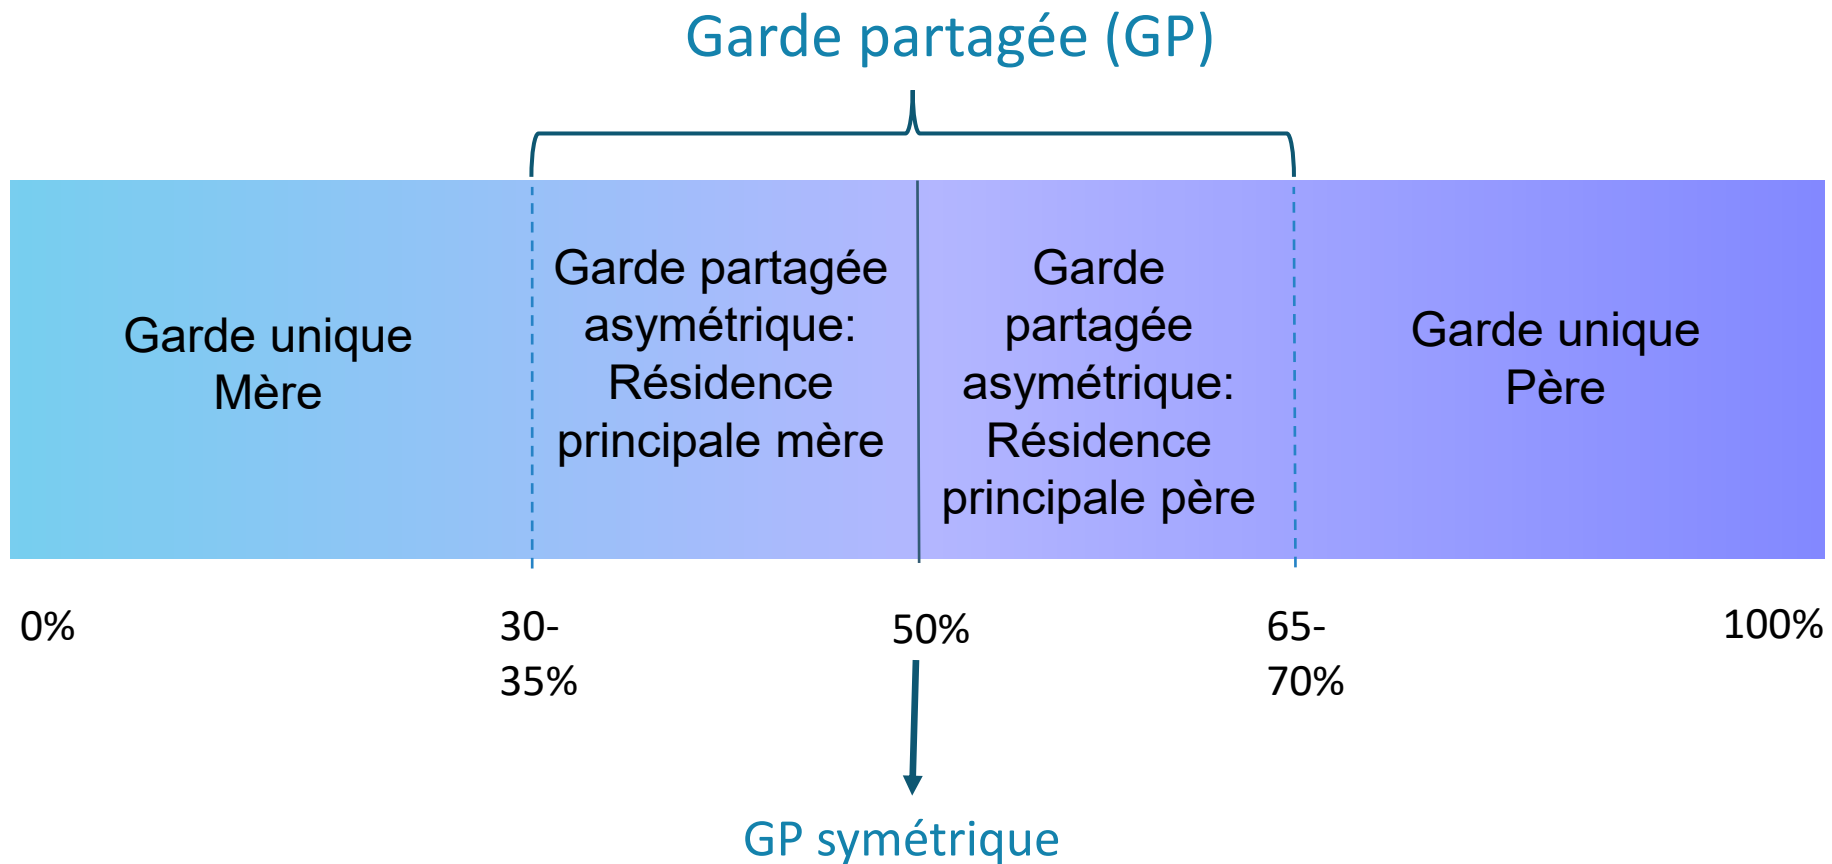 Garde partagée (GP)
Garde unique
Mère
Garde partagée
asymétrique:
Résidence
principale mère
Garde
partagée
asymétrique:
Résidence
principale père
Garde unique
Père
0%
30-
35%
50%
65-
70%
100%
GP symétrique